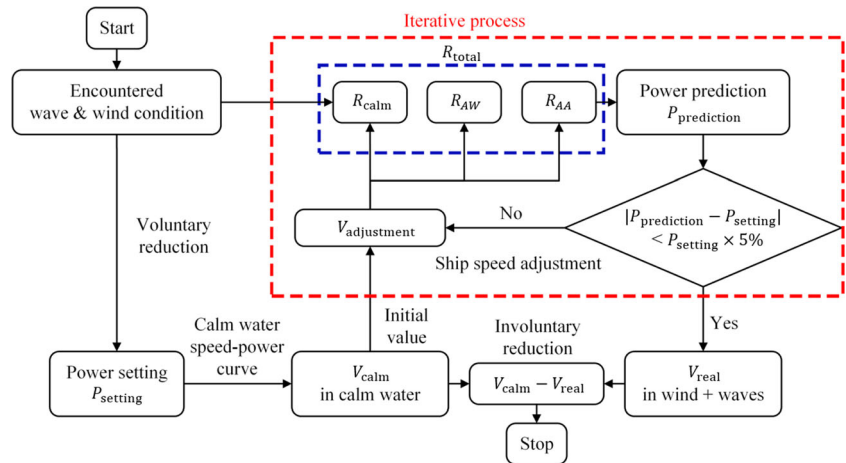 Start
Iterative process
R_total
Encountered
wave & wind condition
R_calm
R_AW
R_AA
Power prediction
P_prediction
Voluntary
reduction
V_adjustment
No
|P_prediction − P_setting|
< P_setting × 5%
Ship speed adjustment
Calm water
speed-power
curve
Initial
value
Involuntary
reduction
Yes
Power setting
P_setting
V_calm
in calm water
V_calm − V_real
V_real
in wind + waves
Stop